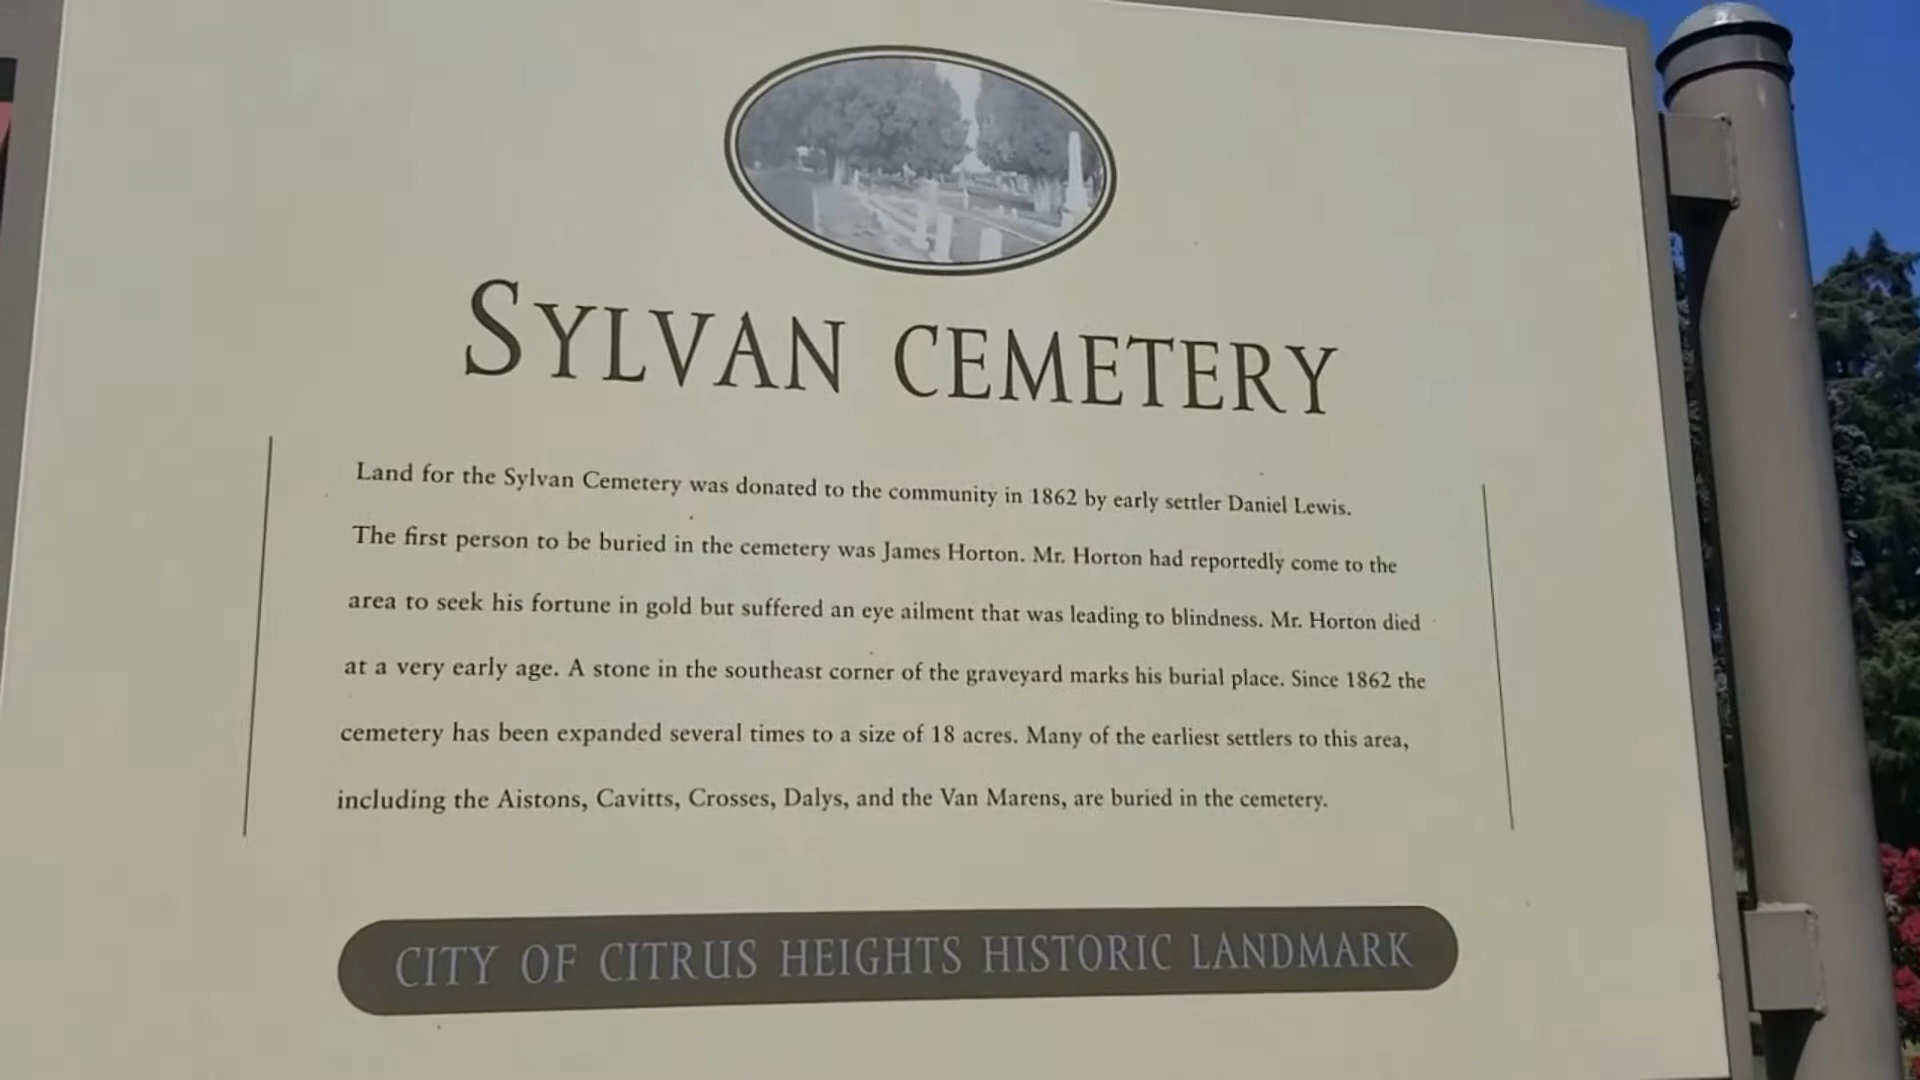 SYLVAN CEMETERY
Land for the Sylvan Cemetery was donated to the community in 1862 by early settler Daniel Lewis.
The first person to be buried in the cemetery was James Horton. Mr. Horton had reportedly come to the
area to seek his fortune in gold but suffered an eye ailment that was leading to blindness. Mr. Horton died
at a very early age. A stone in the southeast corner of the graveyard marks his burial place. Since 1862 the
cemetery has been expanded several times to a size of 18 acres. Many of the earliest settlers to this area,
including the Aistons, Cavitts, Crosses, Dalys, and the Van Marens, are buried in the cemetery.
CITY OF CITRUS HEIGHTS HISTORIC LANDMARK